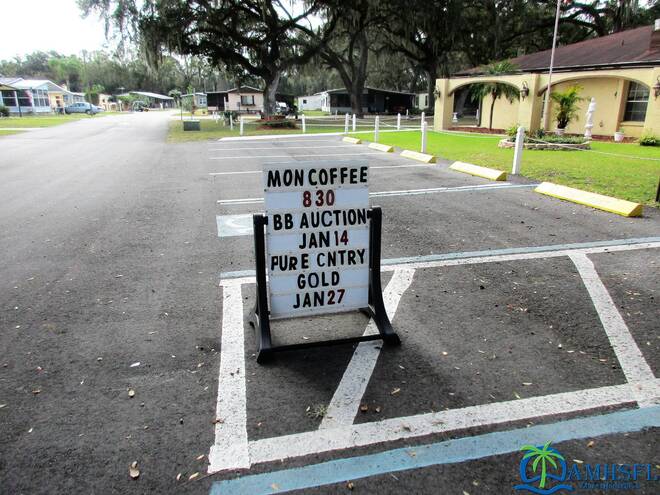 MON COFFEE
830
BB AUCTION
JAN 14
PURE CNTRY
GOLD
JAN 27
AMHSFL